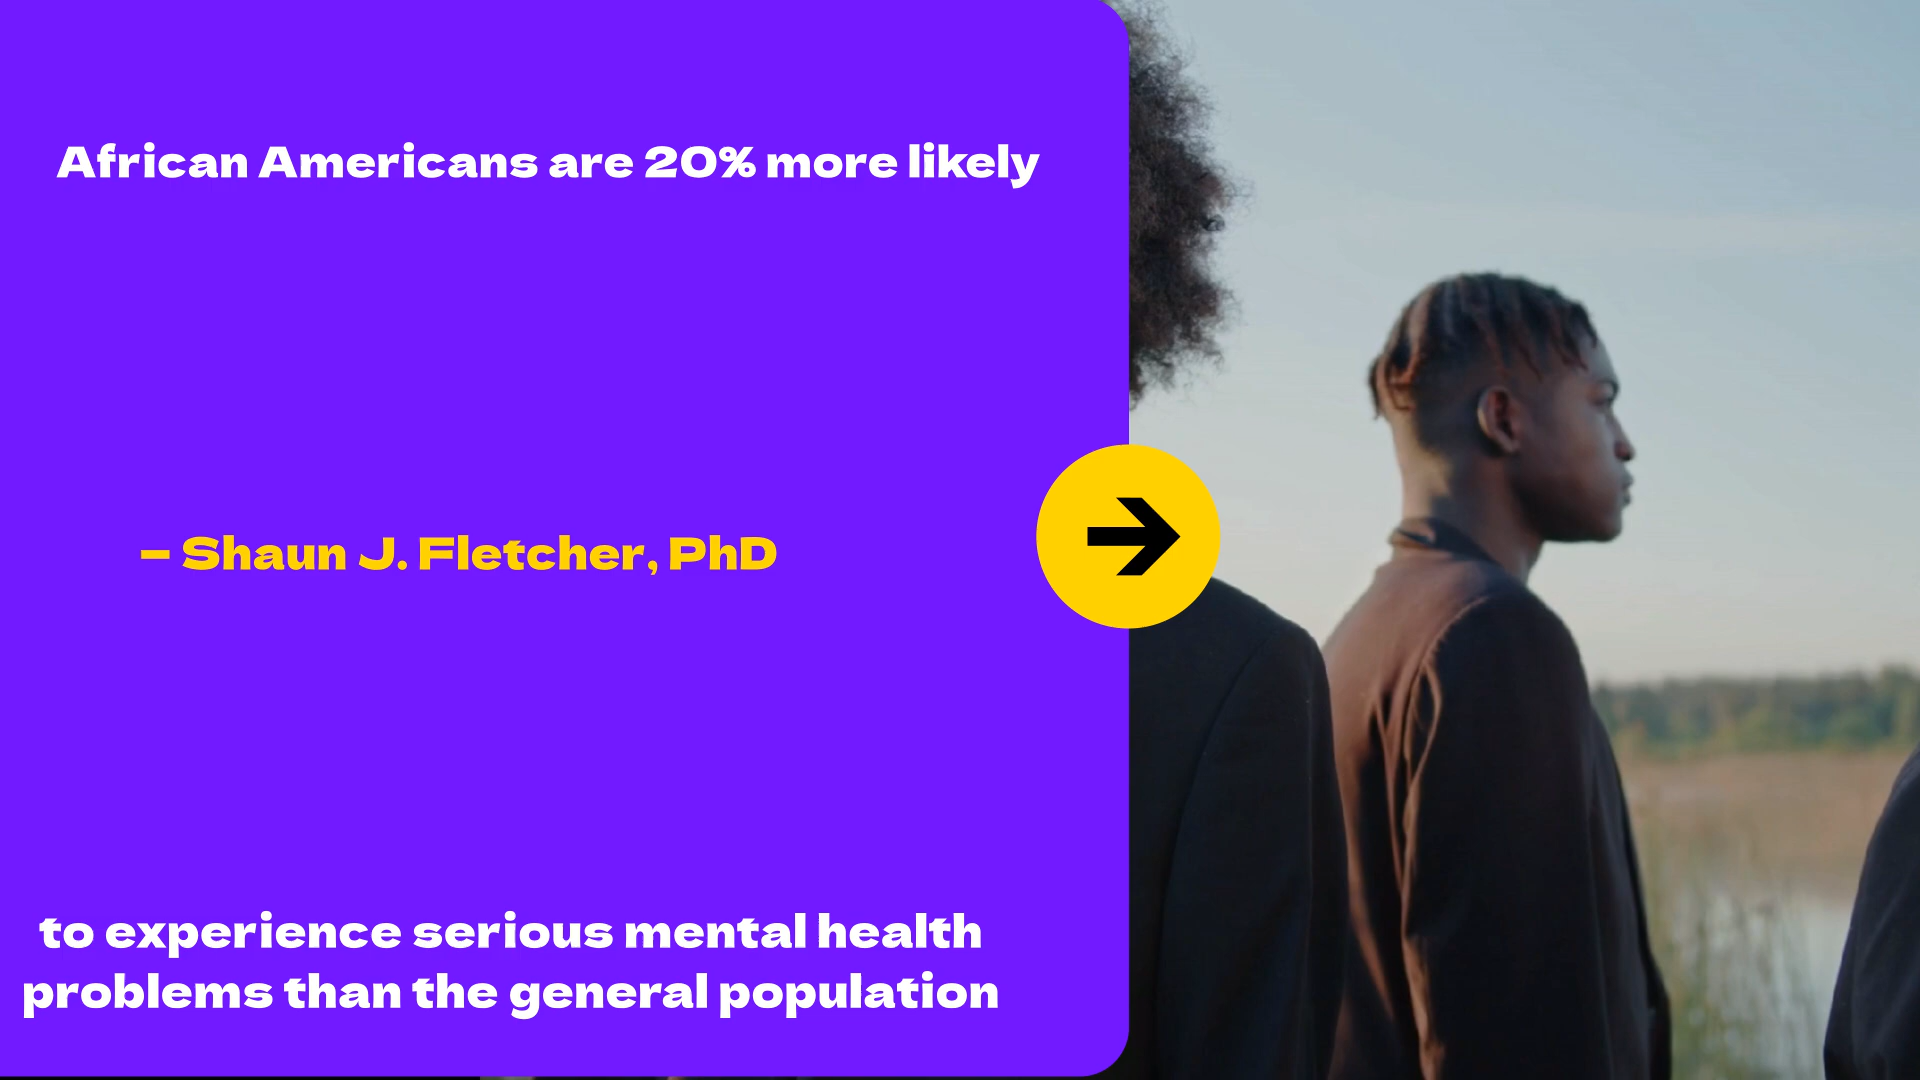 African Americans are 20% more likely
– Shaun J. Fletcher, PhD
to experience serious mental health
problems than the general population